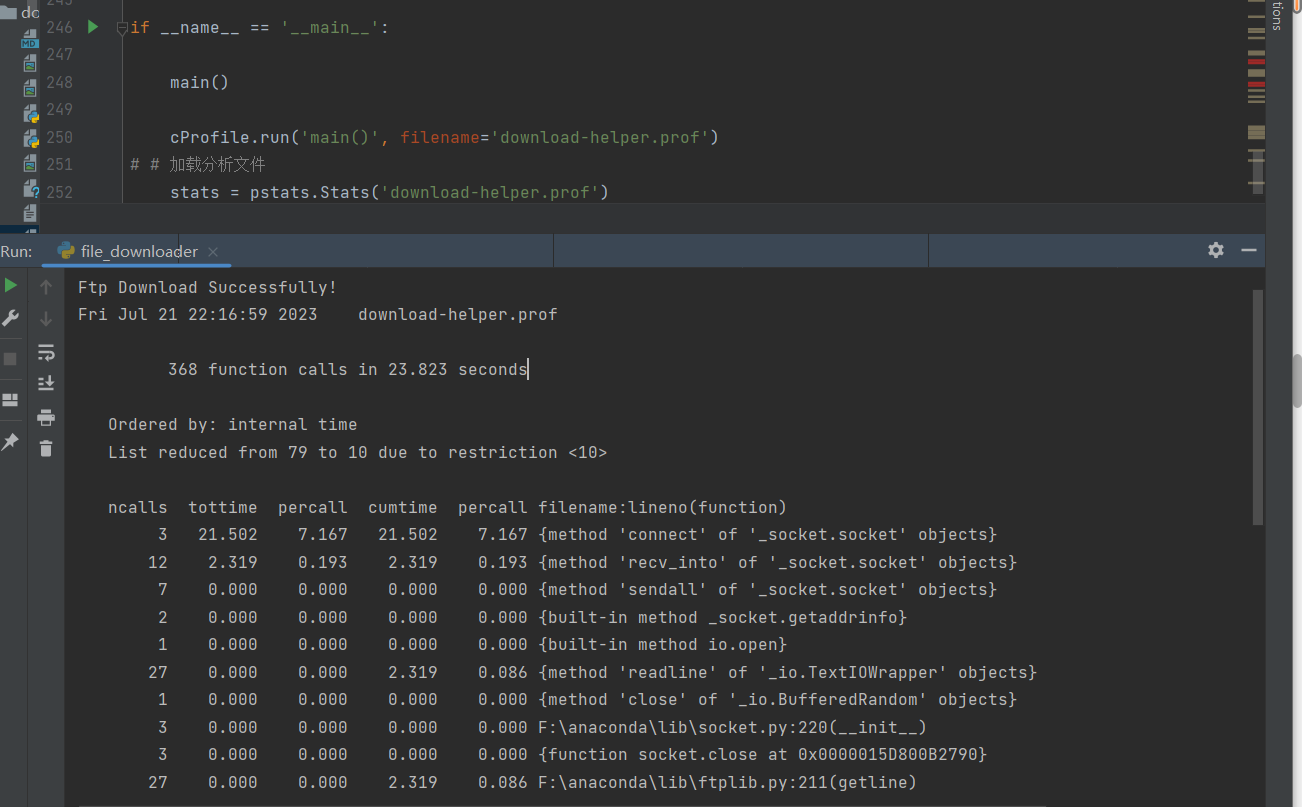 do
245
246 if __name__ == '__main__':
247
248 main()
249
250 cProfile.run('main()', filename='download-helper.prof')
251 # # 加载分析文件
252 stats = pstats.Stats('download-helper.prof')
tions
MD
Run: file_downloader
Ftp Download Successfully!
Fri Jul 21 22:16:59 2023    download-helper.prof
368 function calls in 23.823 seconds
Ordered by: internal time
List reduced from 79 to 10 due to restriction <10>
ncalls  tottime  percall  cumtime  percall filename:lineno(function)
3   21.502    7.167   21.502    7.167 {method 'connect' of '_socket.socket' objects}
12    2.319    0.193    2.319    0.193 {method 'recv_into' of '_socket.socket' objects}
7    0.000    0.000    0.000    0.000 {method 'sendall' of '_socket.socket' objects}
2    0.000    0.000    0.000    0.000 {built-in method _socket.getaddrinfo}
1    0.000    0.000    0.000    0.000 {built-in method io.open}
27    0.000    0.000    2.319    0.086 {method 'readline' of '_io.TextIOWrapper' objects}
1    0.000    0.000    0.000    0.000 {method 'close' of '_io.BufferedRandom' objects}
3    0.000    0.000    0.000    0.000 F:\anaconda\lib\socket.py:220(__init__)
3    0.000    0.000    0.000    0.000 {function socket.close at 0x0000015D800B2790}
27    0.000    0.000    2.319    0.086 F:\anaconda\lib\ftplib.py:211(getline)